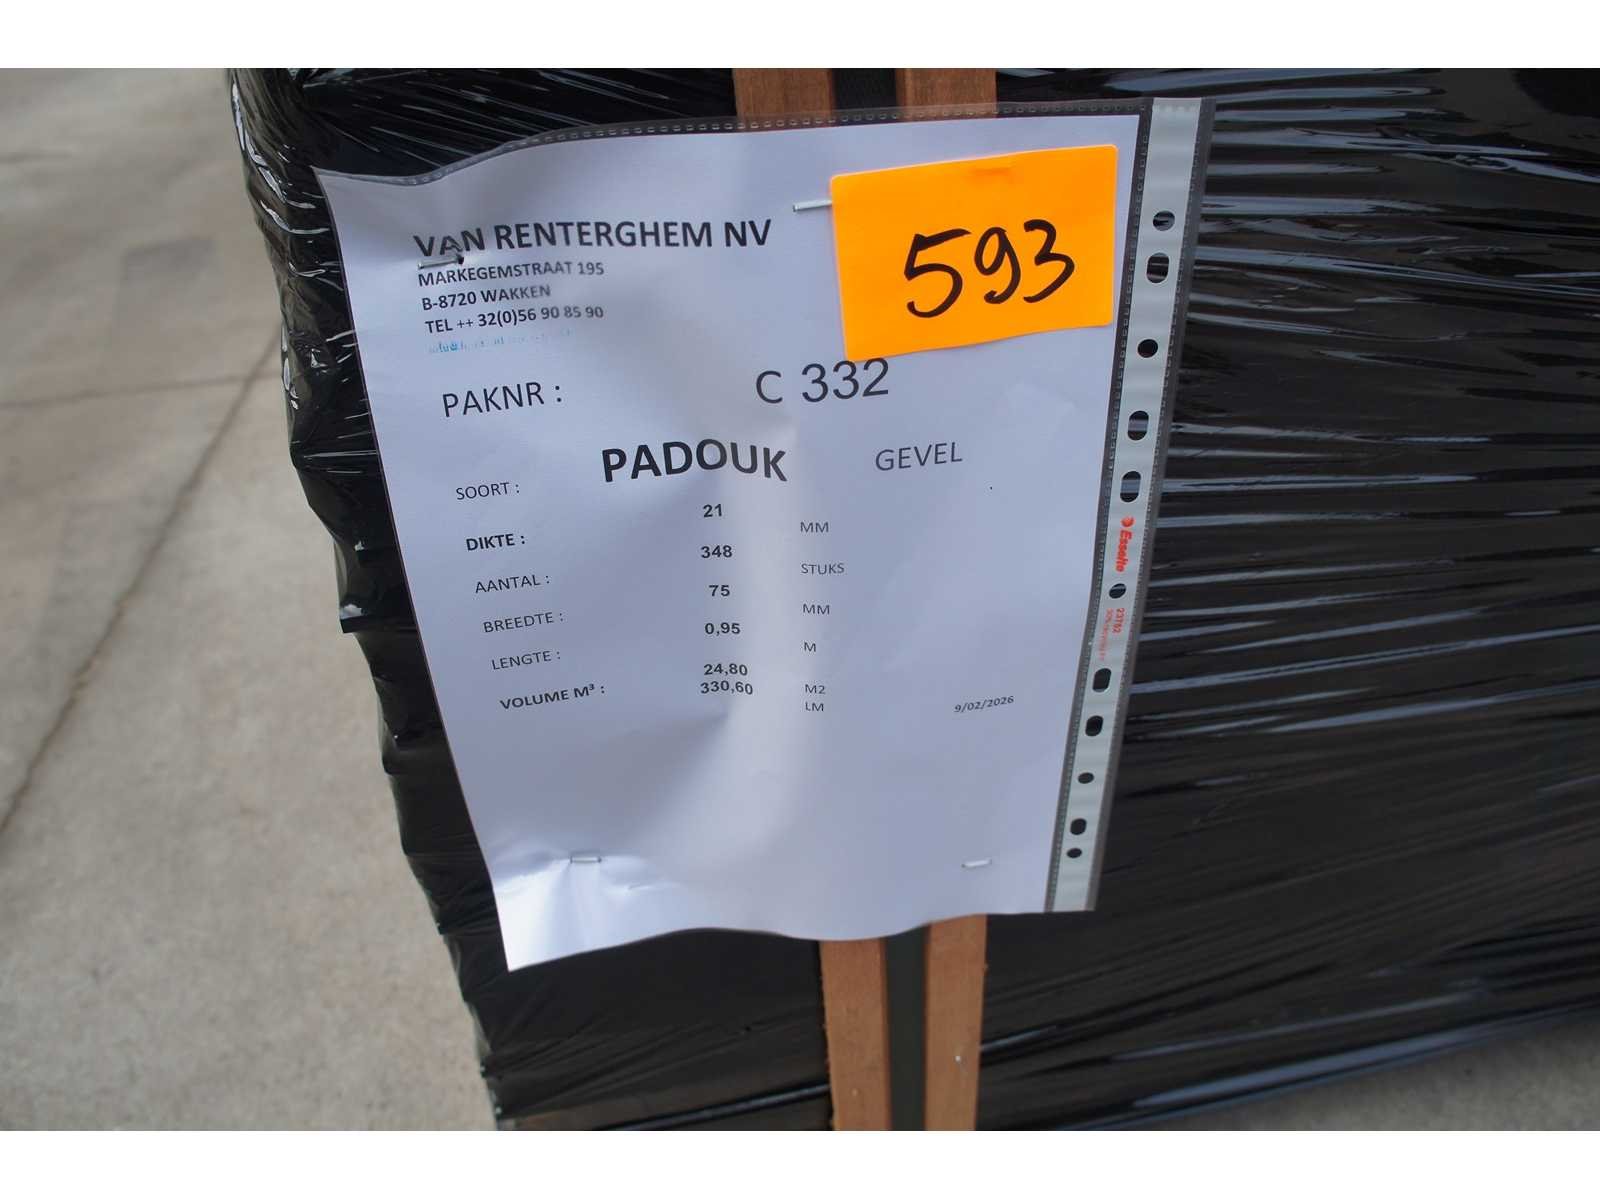 VAN RENTERGHEM NV
MARKEGEMSTRAAT 195
B-8720 WAKKEN
TEL ++ 32(0)56 90 85 90
593
PAKNR : C 332
SOORT : PADOUK GEVEL
DIKTE : 21 MM
AANTAL : 348 STUKS
BREEDTE : 75 MM
LENGTE : 0,95 M
VOLUME M³ : 24,80 M2
330,60 LM
9/02/2026
Esselte
23752